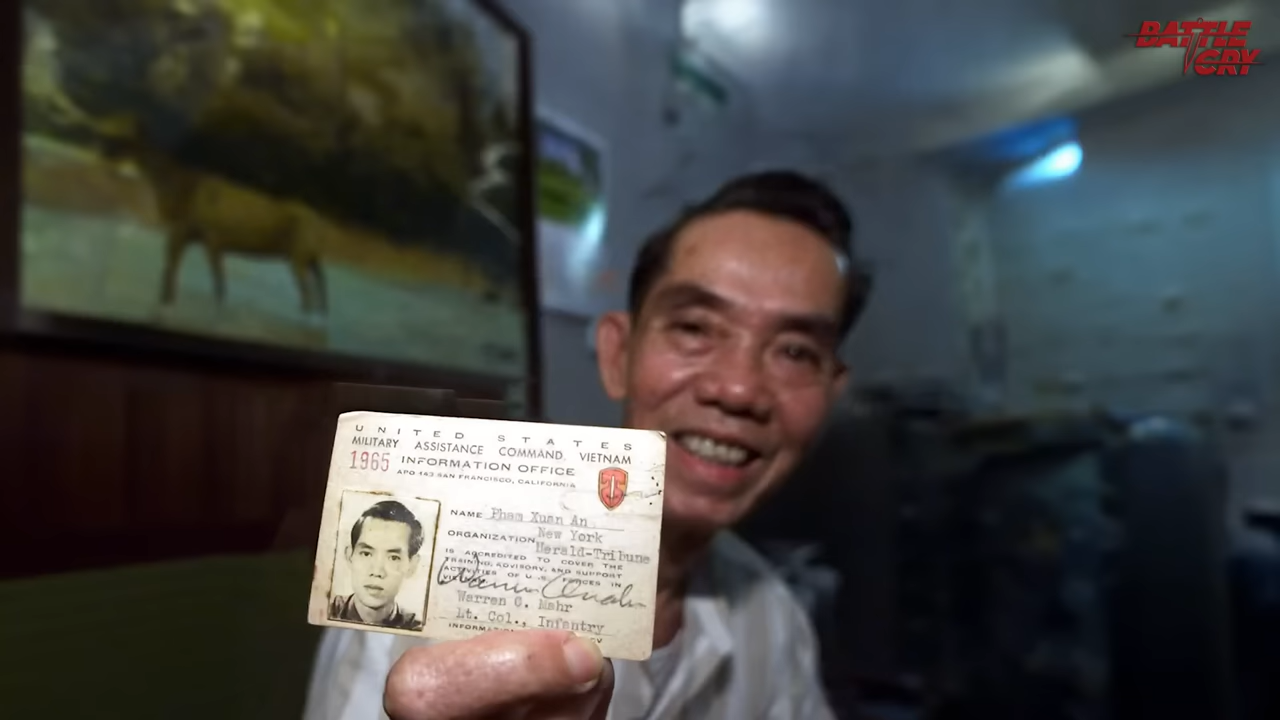 BATTLE
CRY
UNITED STATES
MILITARY ASSISTANCE COMMAND, VIETNAM
1965 INFORMATION OFFICE
APO 143 SAN FRANCISCO, CALIFORNIA
NAME Pham Xuan An
ORGANIZATION New York
Herald-Tribune
IS ACCREDITED TO COVER THE
TRAINING, ADVISORY, AND SUPPORT
ACTIVITIES OF U.S. FORCES IN
Warren C. Mahr
Lt. Col., Infantry